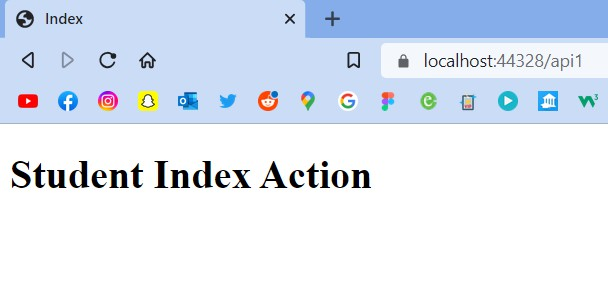 Index
localhost:44328/api1
Student Index Action